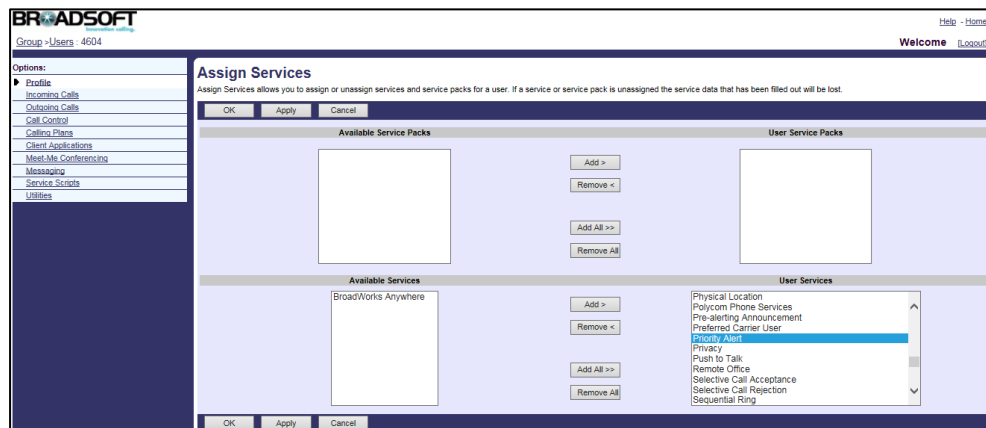 BROADSOFT
innovation calling.
Help - Home
Group >Users : 4604
Welcome [Logout]
Options:
Profile
Incoming Calls
Outgoing Calls
Call Control
Calling Plans
Client Applications
Meet-Me Conferencing
Messaging
Service Scripts
Utilities
Assign Services
Assign Services allows you to assign or unassign services and service packs for a user. If a service or service pack is unassigned the service data that has been filled out will be lost.
OK Apply Cancel
Available Service Packs User Service Packs
Add >
Remove <
Add All >>
Remove All
Available Services User Services
BroadWorks Anywhere
Add >
Remove <
Add All >>
Remove All
Physical Location
Polycom Phone Services
Pre-alerting Announcement
Preferred Carrier User
Priority Alert
Privacy
Push to Talk
Remote Office
Selective Call Acceptance
Selective Call Rejection
Sequential Ring
OK Apply Cancel